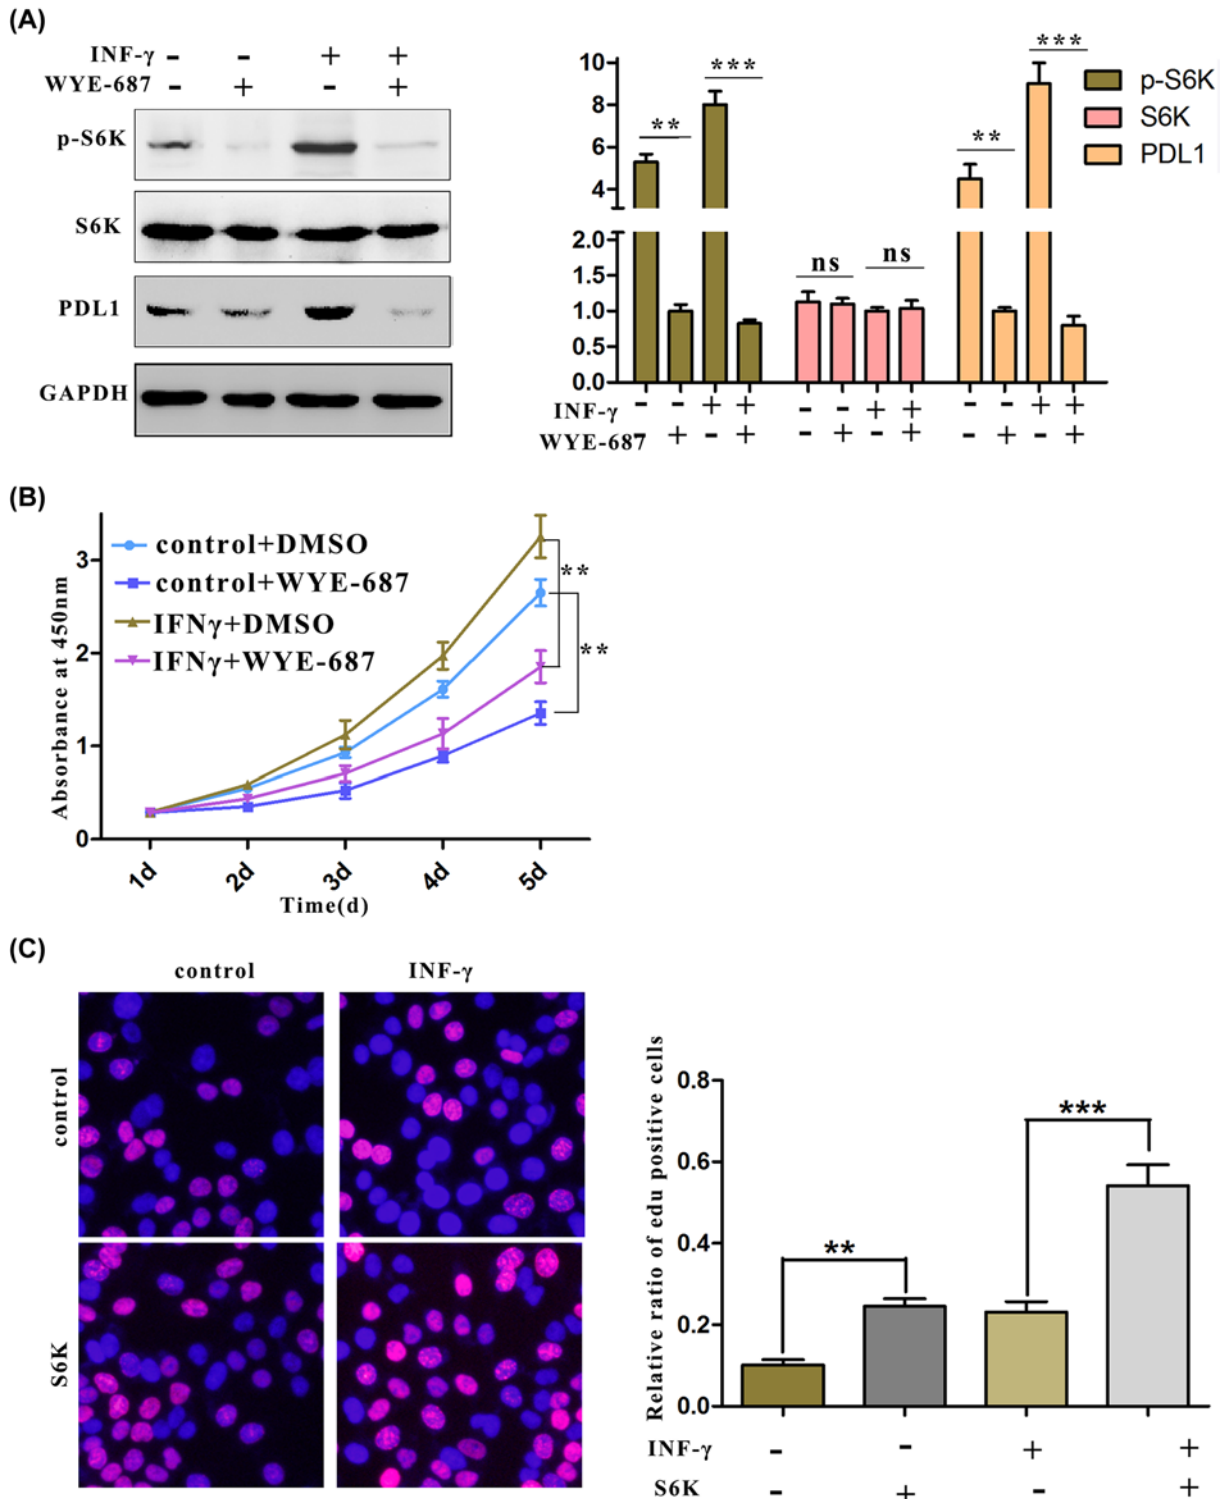 (A)
INF-γ - - + +
WYE-687 - + - +
p-S6K
S6K
PDL1
GAPDH
10
8
6
4
2.0
1.5
1.0
0.5
0.0
**
***
ns
ns
**
***
p-S6K
S6K
PDL1
INF-γ - - + + - - + + - - + +
WYE-687 - + - + - + - + - + - +
(B)
control+DMSO
control+WYE-687
IFNγ+DMSO
IFNγ+WYE-687
**
**
Absorbance at 450nm
3
2
1
0
1d 2d 3d 4d 5d
Time(d)
(C)
control INF-γ
control
S6K
Relative ratio of edu positive cells
0.8
0.6
0.4
0.2
0.0
**
***
INF-γ - - + +
S6K - + - +